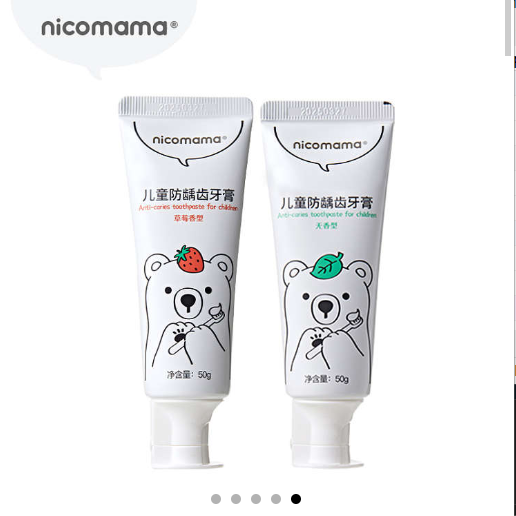 nicomama®
nicomama®
儿童防龋齿牙膏
Anti-caries toothpaste for children
草莓香型
净含量：50g
nicomama®
儿童防龋齿牙膏
Anti-caries toothpaste for children
无香型
净含量：50g